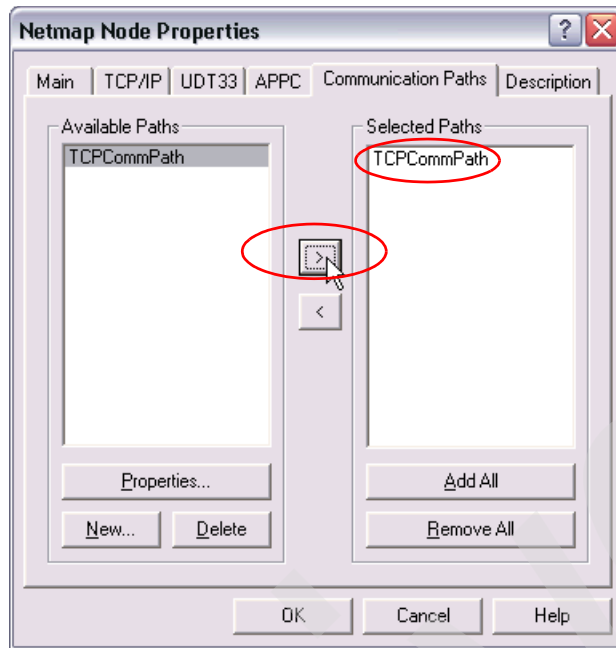 Netmap Node Properties
Main TCP/IP UDT33 APPC Communication Paths Description
Available Paths Selected Paths
TCPCommPath TCPCommPath
>
<
Properties... Add All
New... Delete Remove All
OK Cancel Help